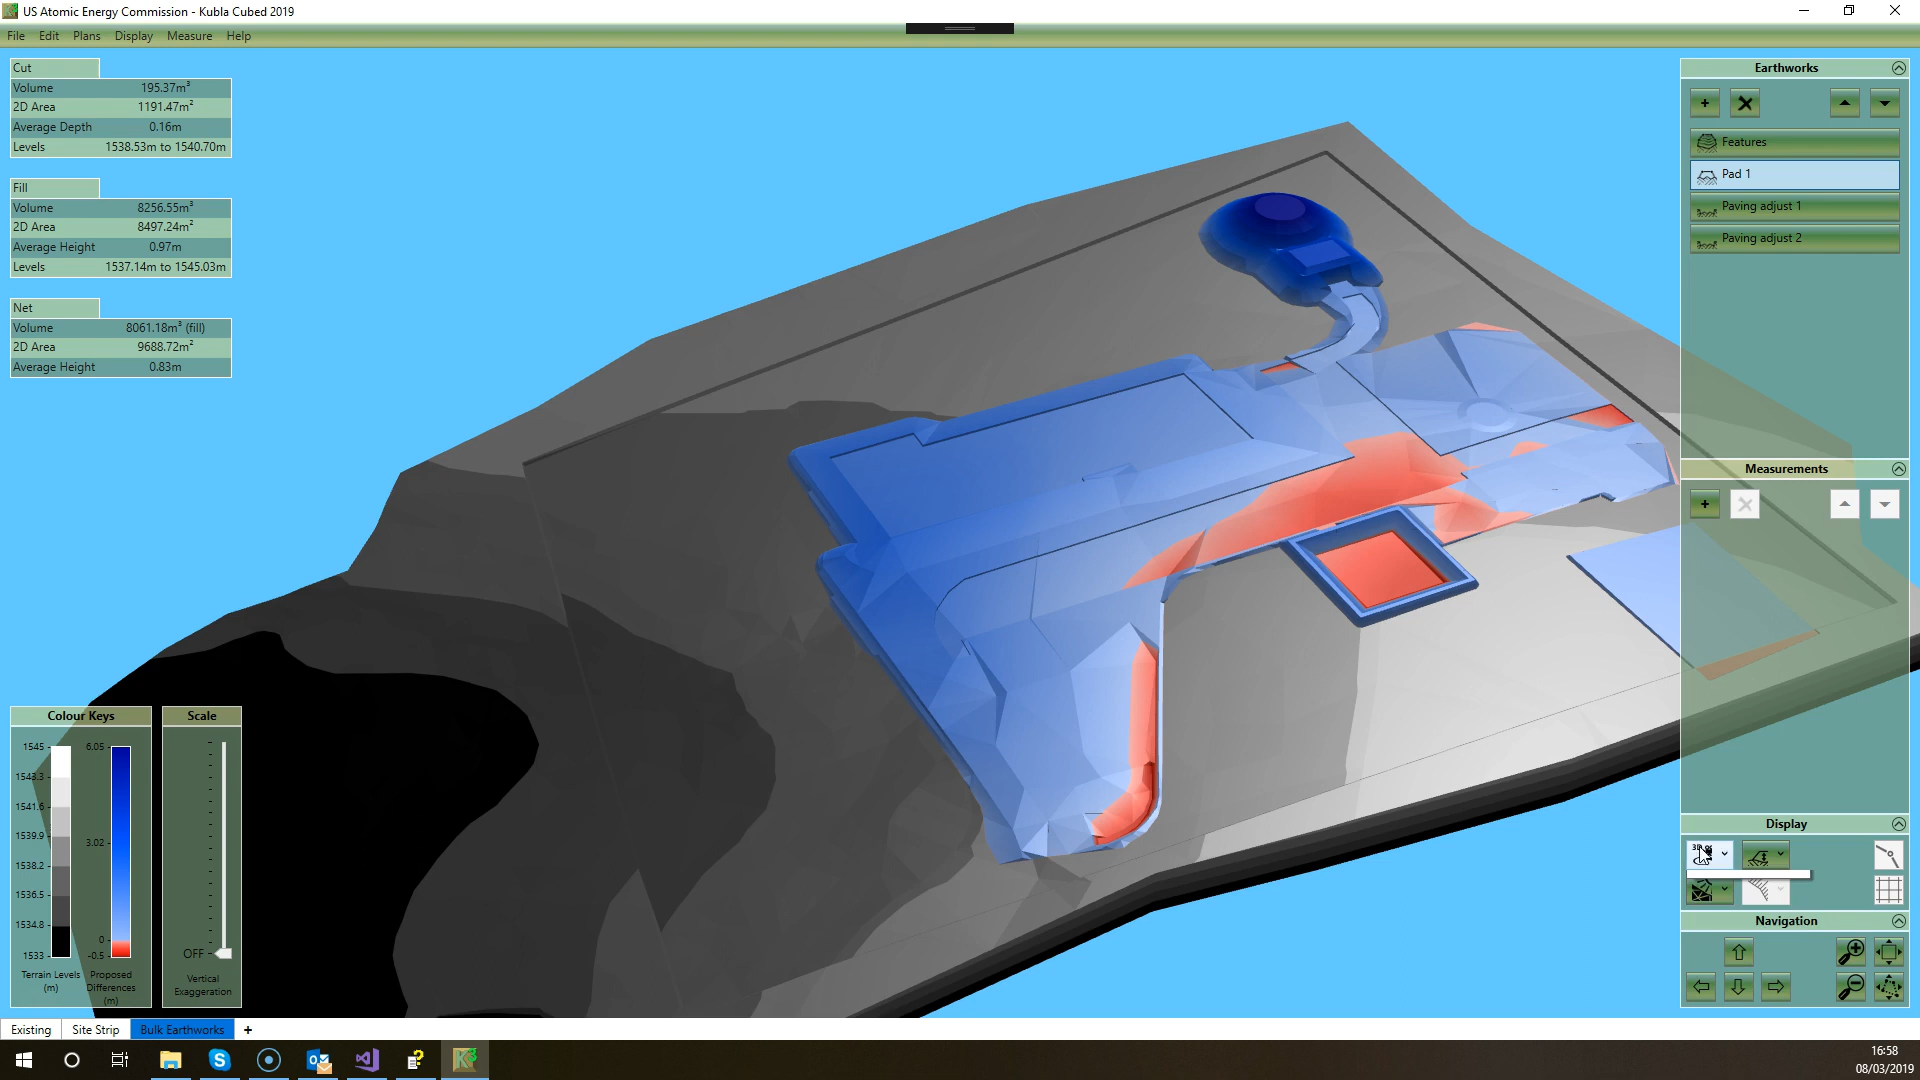 US Atomic Energy Commission - Kubla Cubed 2019
File Edit Plans Display Measure Help
Cut
Volume 195.37m³
2D Area 1191.47m²
Average Depth 0.16m
Levels 1538.53m to 1540.70m
Fill
Volume 8256.55m³
2D Area 8497.24m²
Average Height 0.97m
Levels 1537.14m to 1545.03m
Net
Volume 8061.18m³ (fill)
2D Area 9688.72m²
Average Height 0.83m
Earthworks
Features
Pad 1
Paving adjust 1
Paving adjust 2
Measurements
Display
Navigation
Colour Keys
1545
1543.3
1541.6
1539.9
1538.2
1536.5
1534.8
1533
Terrain Levels
(m)
6.05
3.02
0
-0.5
Proposed
Differences
(m)
Scale
OFF
Vertical
Exaggeration
Existing Site Strip Bulk Earthworks +
16:58
08/03/2019